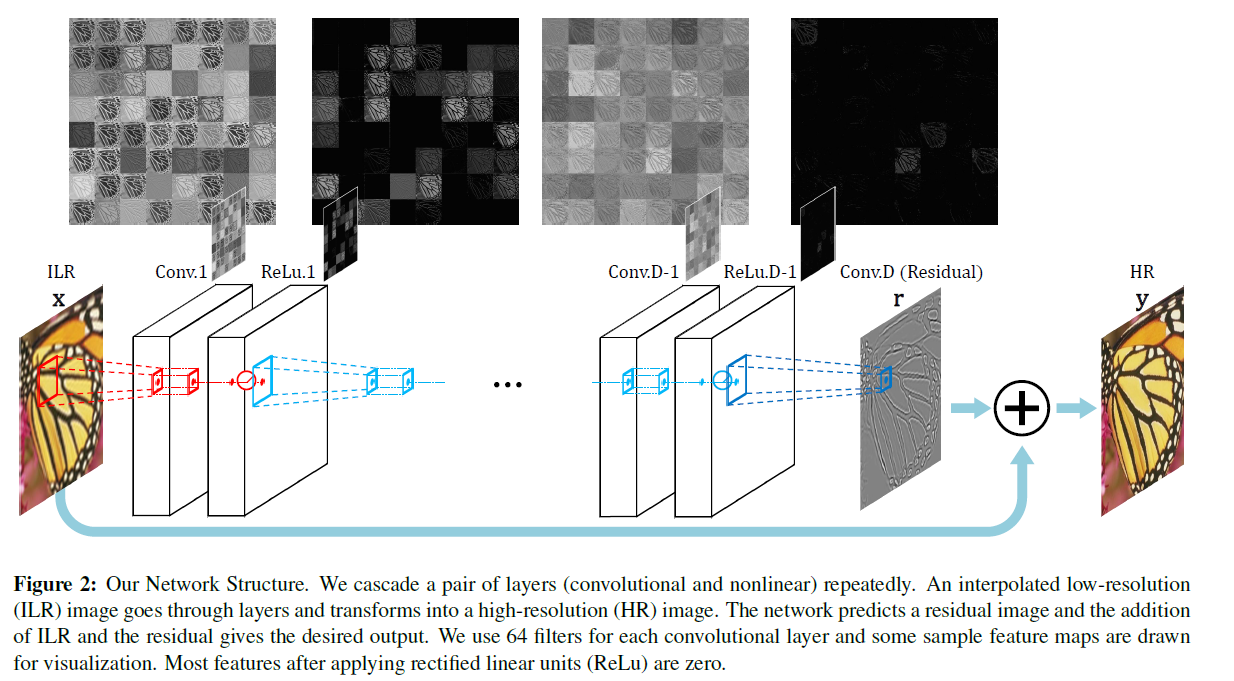 ILR
Conv.1
ReLu.1
Conv.D-1
ReLu.D-1
Conv.D (Residual)
HR
x
r
y
...
Figure 2: Our Network Structure. We cascade a pair of layers (convolutional and nonlinear) repeatedly. An interpolated low-resolution
(ILR) image goes through layers and transforms into a high-resolution (HR) image. The network predicts a residual image and the addition
of ILR and the residual gives the desired output. We use 64 filters for each convolutional layer and some sample feature maps are drawn
for visualization. Most features after applying rectified linear units (ReLu) are zero.